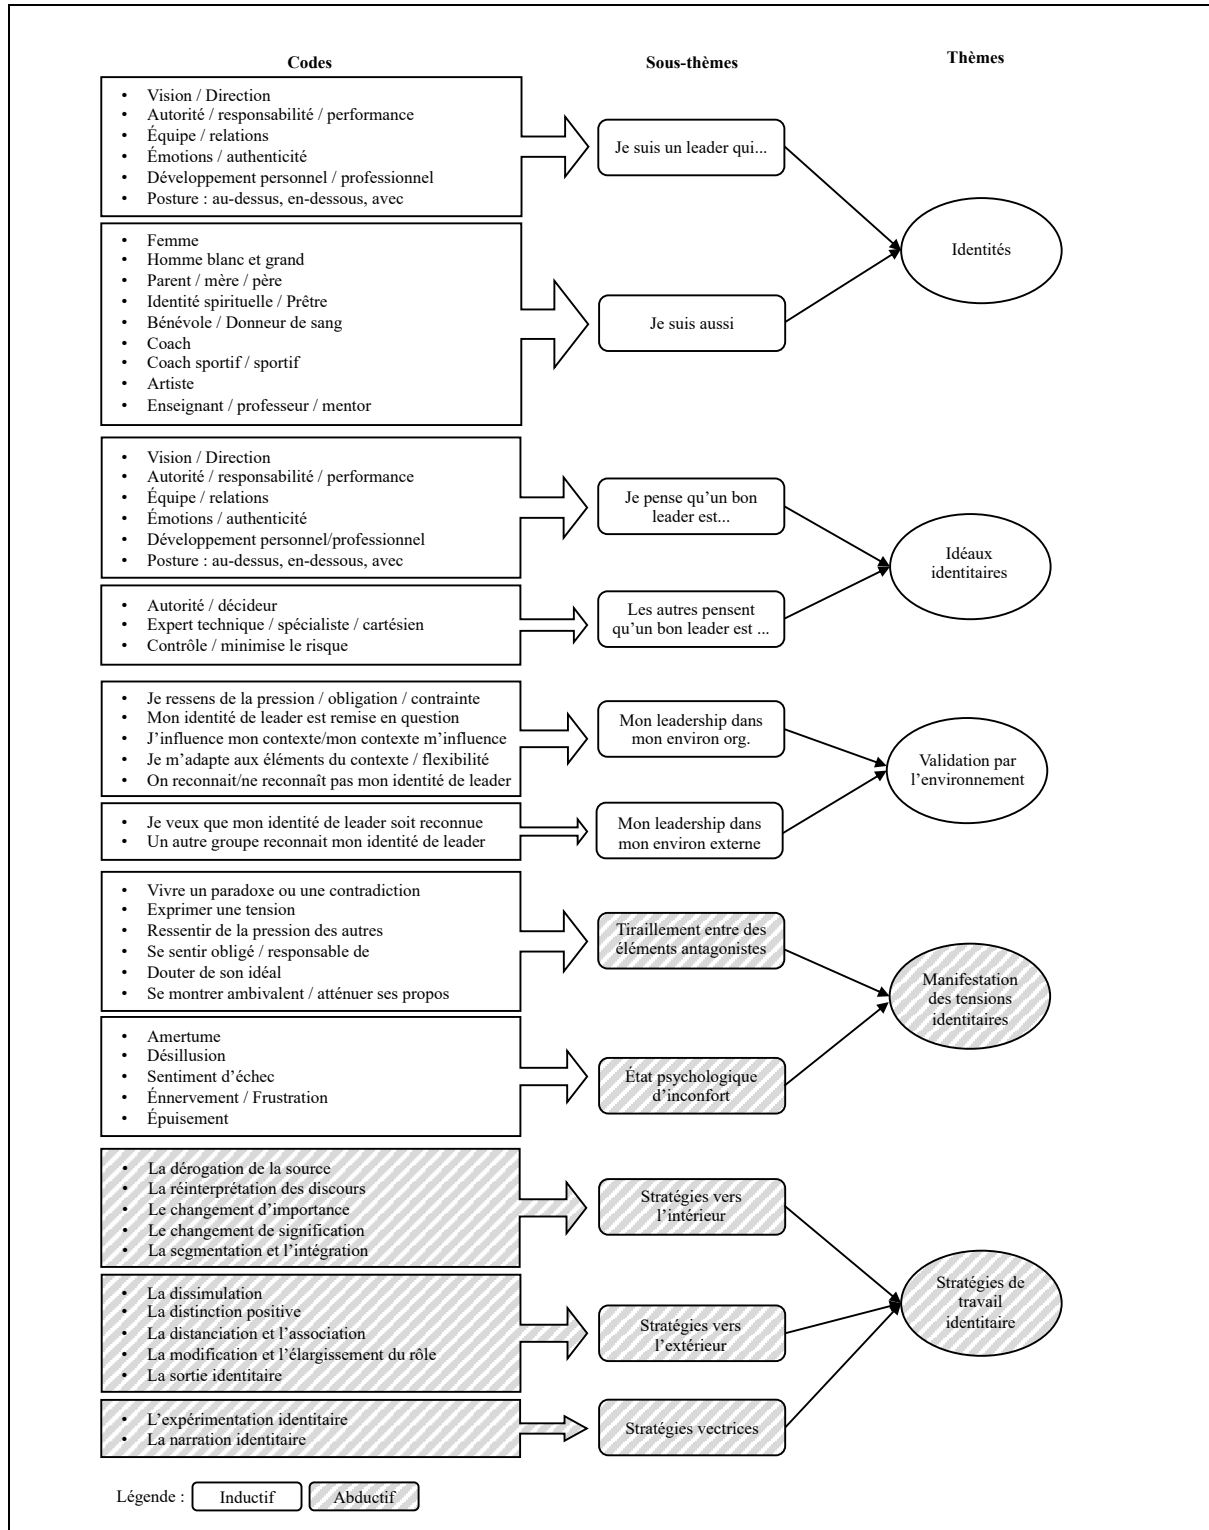 Codes
Sous-thèmes
Thèmes
• Vision / Direction
• Autorité / responsabilité / performance
• Équipe / relations
• Émotions / authenticité
• Développement personnel / professionnel
• Posture : au-dessus, en-dessous, avec
Je suis un leader qui...
• Femme
• Homme blanc et grand
• Parent / mère / père
• Identité spirituelle / Prêtre
• Bénévole / Donneur de sang
• Coach
• Coach sportif / sportif
• Artiste
• Enseignant / professeur / mentor
Je suis aussi
Identités
• Vision / Direction
• Autorité / responsabilité / performance
• Équipe / relations
• Émotions / authenticité
• Développement personnel/professionnel
• Posture : au-dessus, en-dessous, avec
Je pense qu’un bon
leader est...
• Autorité / décideur
• Expert technique / spécialiste / cartésien
• Contrôle / minimise le risque
Les autres pensent
qu’un bon leader est ...
Idéaux
identitaires
• Je ressens de la pression / obligation / contrainte
• Mon identité de leader est remise en question
• J’influence mon contexte/mon contexte m’influence
• Je m’adapte aux éléments du contexte / flexibilité
• On reconnait/ne reconnaît pas mon identité de leader
Mon leadership dans
mon environ org.
• Je veux que mon identité de leader soit reconnue
• Un autre groupe reconnait mon identité de leader
Mon leadership dans
mon environ externe
Validation par
l’environnement
• Vivre un paradoxe ou une contradiction
• Exprimer une tension
• Ressentir de la pression des autres
• Se sentir obligé / responsable de
• Douter de son idéal
• Se montrer ambivalent / atténuer ses propos
Tiraillement entre des
éléments antagonistes
• Amertume
• Désillusion
• Sentiment d’échec
• Énnervement / Frustration
• Épuisement
État psychologique
d’inconfort
Manifestation
des tensions
identitaires
• La dérogation de la source
• La réinterprétation des discours
• Le changement d’importance
• Le changement de signification
• La segmentation et l’intégration
Stratégies vers
l’intérieur
• La dissimulation
• La distinction positive
• La distanciation et l’association
• La modification et l’élargissement du rôle
• La sortie identitaire
Stratégies vers
l’extérieur
• L’expérimentation identitaire
• La narration identitaire
Stratégies vectrices
Stratégies de
travail
identitaire
Légende : Inductif Abductif